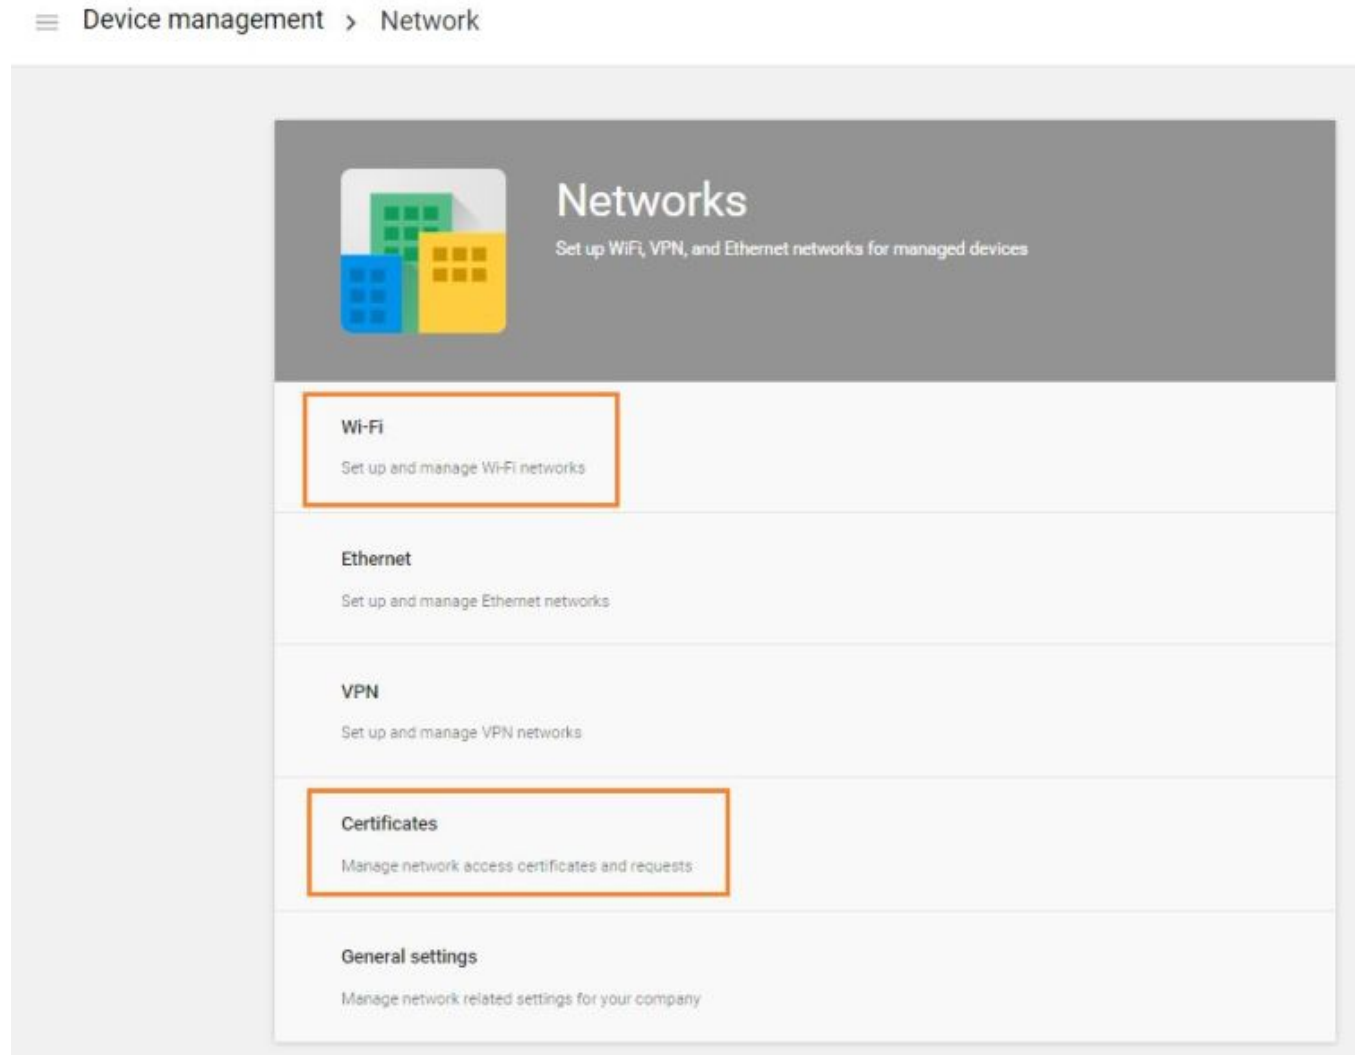 Device management > Network
Networks
Set up WiFi, VPN, and Ethernet networks for managed devices
Wi-Fi
Set up and manage Wi-Fi networks
Ethernet
Set up and manage Ethernet networks
VPN
Set up and manage VPN networks
Certificates
Manage network access certificates and requests
General settings
Manage network related settings for your company